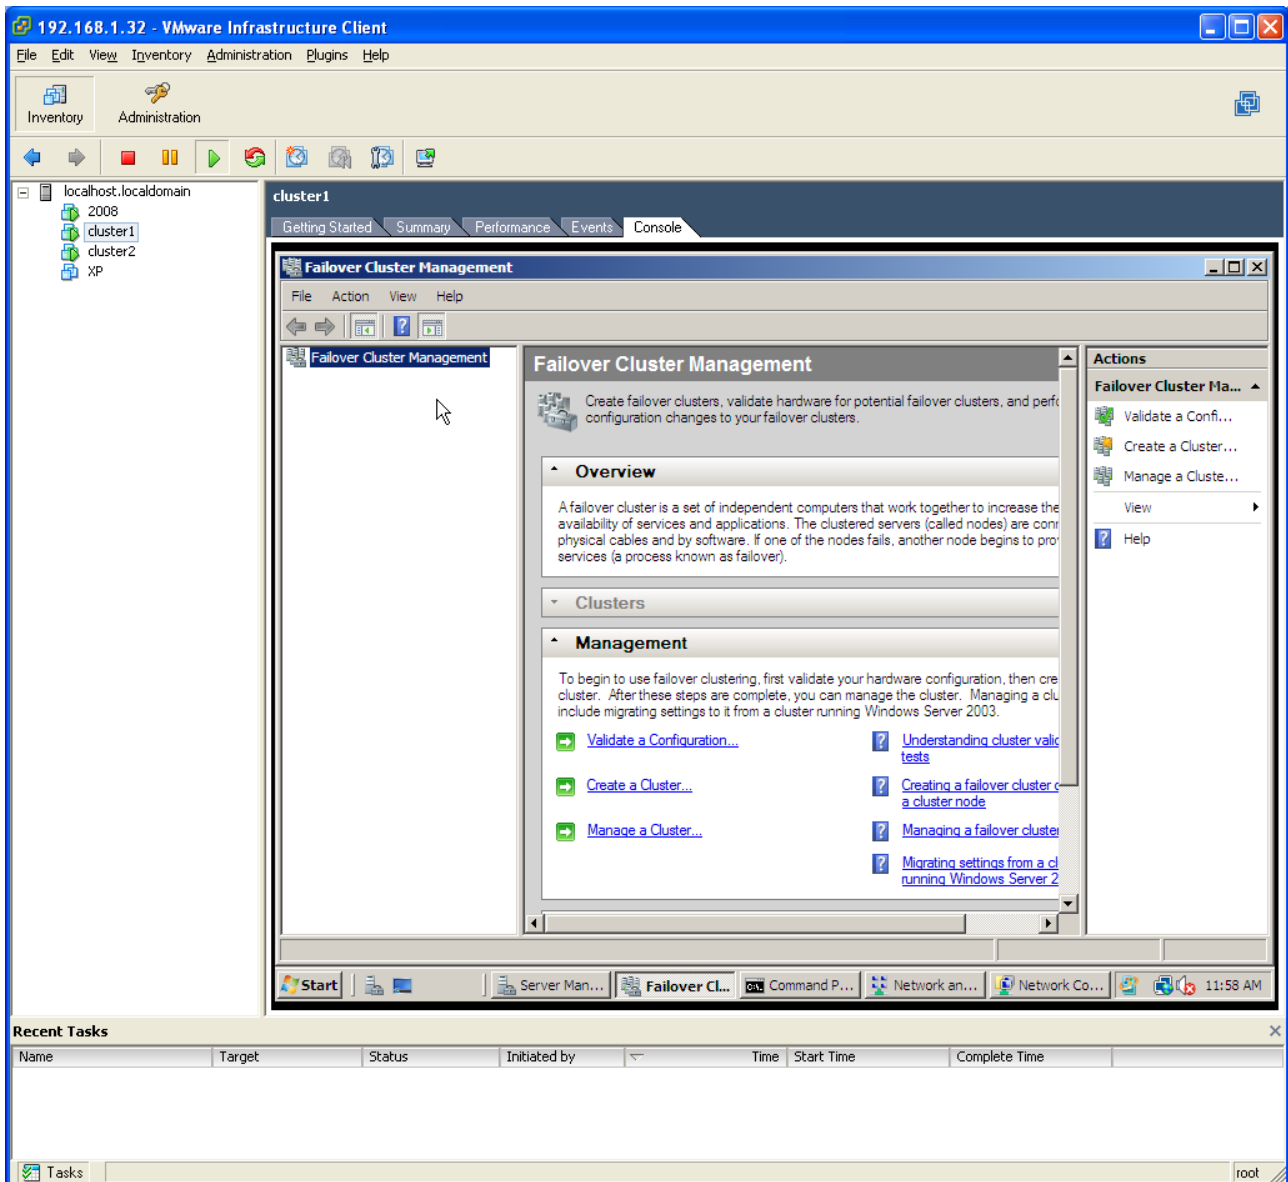 192.168.1.32 - VMware Infrastructure Client
File Edit View Inventory Administration Plugins Help
Inventory Administration
localhost.localdomain
2008
cluster1
cluster2
XP
cluster1
Getting Started Summary Performance Events Console
Failover Cluster Management
File Action View Help
Failover Cluster Management
Failover Cluster Management
Create failover clusters, validate hardware for potential failover clusters, and perfo
configuration changes to your failover clusters.
Overview
A failover cluster is a set of independent computers that work together to increase the
availability of services and applications. The clustered servers (called nodes) are conn
physical cables and by software. If one of the nodes fails, another node begins to prov
services (a process known as failover).
Clusters
Management
To begin to use failover clustering, first validate your hardware configuration, then cre
cluster. After these steps are complete, you can manage the cluster. Managing a clu
include migrating settings to it from a cluster running Windows Server 2003.
Validate a Configuration...
Create a Cluster...
Manage a Cluster...
Understanding cluster valid
tests
Creating a failover cluster o
a cluster node
Managing a failover cluster
Migrating settings from a cl
running Windows Server 2
Actions
Failover Cluster Ma...
Validate a Confi...
Create a Cluster...
Manage a Cluste...
View
Help
Start Server Man... Failover Cl... Command P... Network an... Network Co... 11:58 AM
Recent Tasks
Name Target Status Initiated by Time Start Time Complete Time
Tasks root